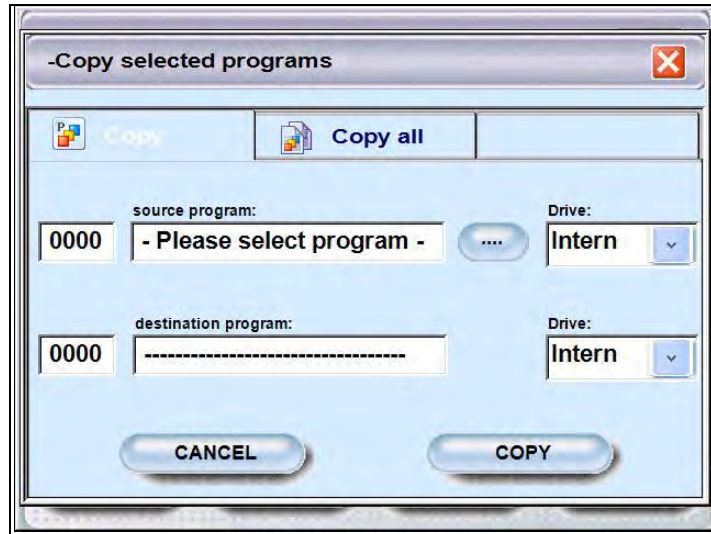 -Copy selected programs
P Copy Copy all
source program: Drive:
0000 - Please select program - .... Intern
destination program: Drive:
0000 ---------------------------------- Intern
CANCEL COPY